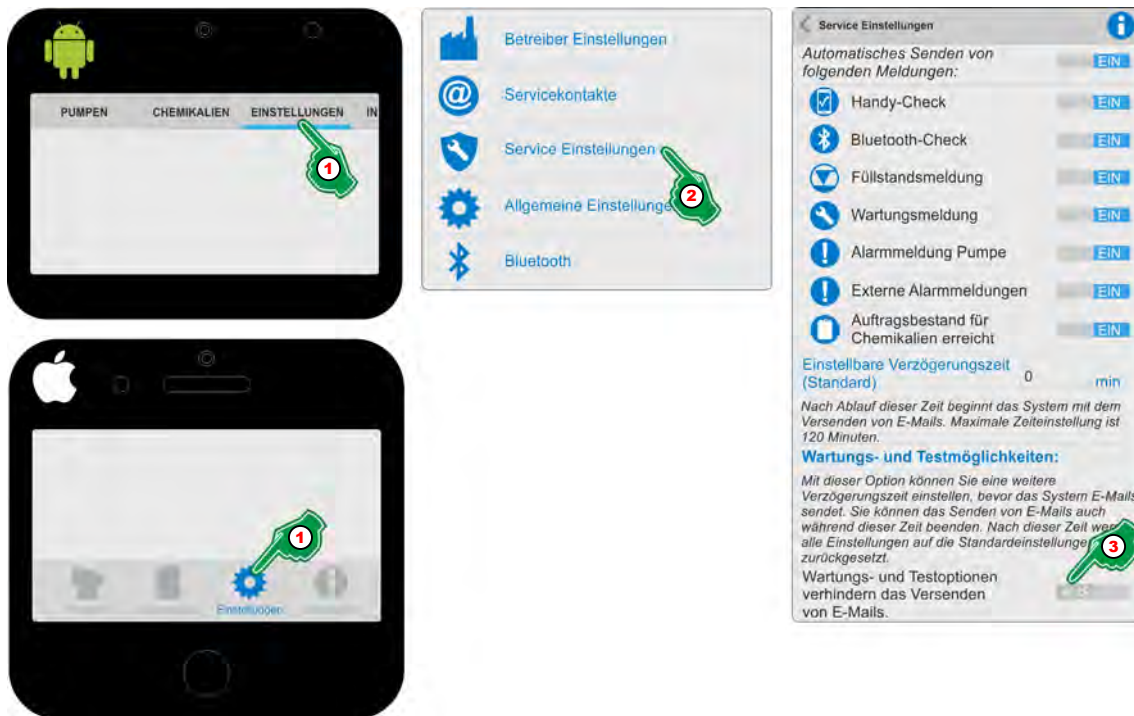 PUMPEN CHEMIKALIEN EINSTELLUNGEN IN
1
Einstellungen
1
Betreiber Einstellungen
@
Servicekontakte
Service Einstellungen
2
Allgemeine Einstellunge
Bluetooth
Service Einstellungen
Automatisches Senden von EIN
folgenden Meldungen:
Handy-Check EIN
Bluetooth-Check EIN
Füllstandsmeldung EIN
Wartungsmeldung EIN
Alarmmeldung Pumpe EIN
Externe Alarmmeldungen EIN
Auftragsbestand für
Chemikalien erreicht EIN
Einstellbare Verzögerungszeit
(Standard) 0 min
Nach Ablauf dieser Zeit beginnt das System mit dem
Versenden von E-Mails. Maximale Zeiteinstellung ist
120 Minuten.
Wartungs- und Testmöglichkeiten:
Mit dieser Option können Sie eine weitere
Verzögerungszeit einstellen, bevor das System E-Mails
sendet. Sie können das Senden von E-Mails auch
während dieser Zeit beenden. Nach dieser Zeit
alle Einstellungen auf die Standardeinstellunge
3
zurückgesetzt.
Wartungs- und Testoptionen
verhindern das Versenden
von E-Mails.